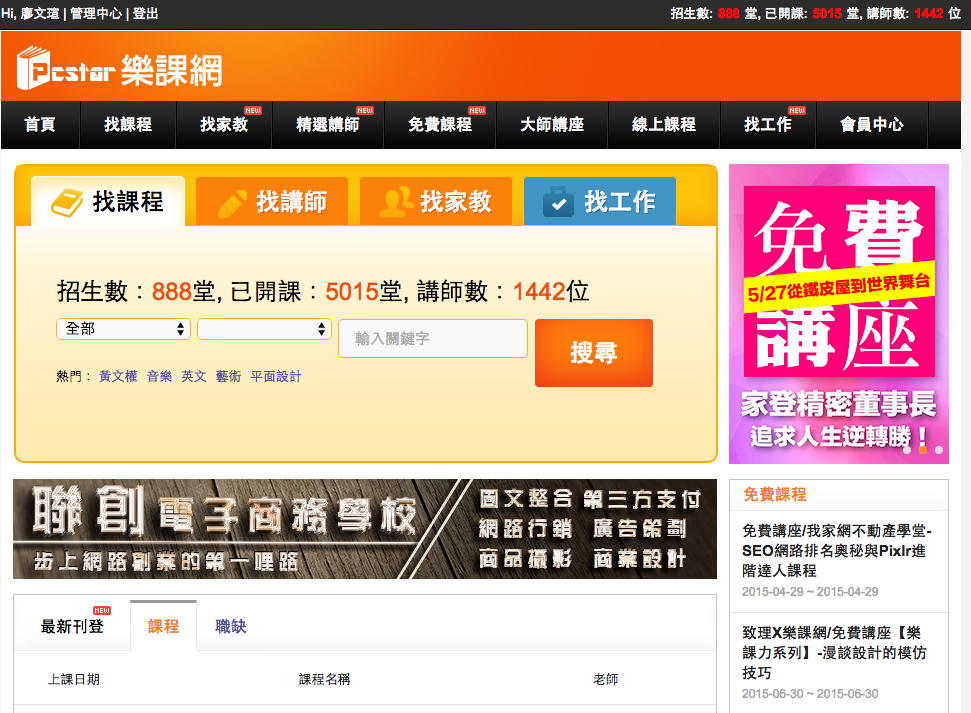 Hi, 廖文瑄 | 管理中心 | 登出
招生數: 888 堂, 已開課: 5015 堂, 講師數: 1442 位
Pcstar 樂課網
首頁 找課程 找家教 NEW 精選講師 NEW 免費課程 NEW 大師講座 線上課程 找工作 NEW 會員中心
找課程 找講師 找家教 找工作
招生數：888堂, 已開課：5015堂, 講師數：1442位
全部
輸入關鍵字
搜尋
熱門： 黃文權 音樂 英文 藝術 平面設計
免費
5/27從鐵皮屋到世界舞台
講座
家登精密董事長
追求人生逆轉勝！
聯創電子商務學校
步上網路創業的第一哩路
圖文整合 第三方支付
網路行銷 廣告策劃
商品攝影 商業設計
免費課程
免費講座/我家網不動產學堂-
SEO網路排名奧秘與Pixlr進
階達人課程
2015-04-29 ~ 2015-04-29
致理X樂課網/免費講座【樂
課力系列】-漫談設計的模仿
技巧
2015-06-30 ~ 2015-06-30
最新刊登 NEW 課程 職缺
上課日期 課程名稱 老師